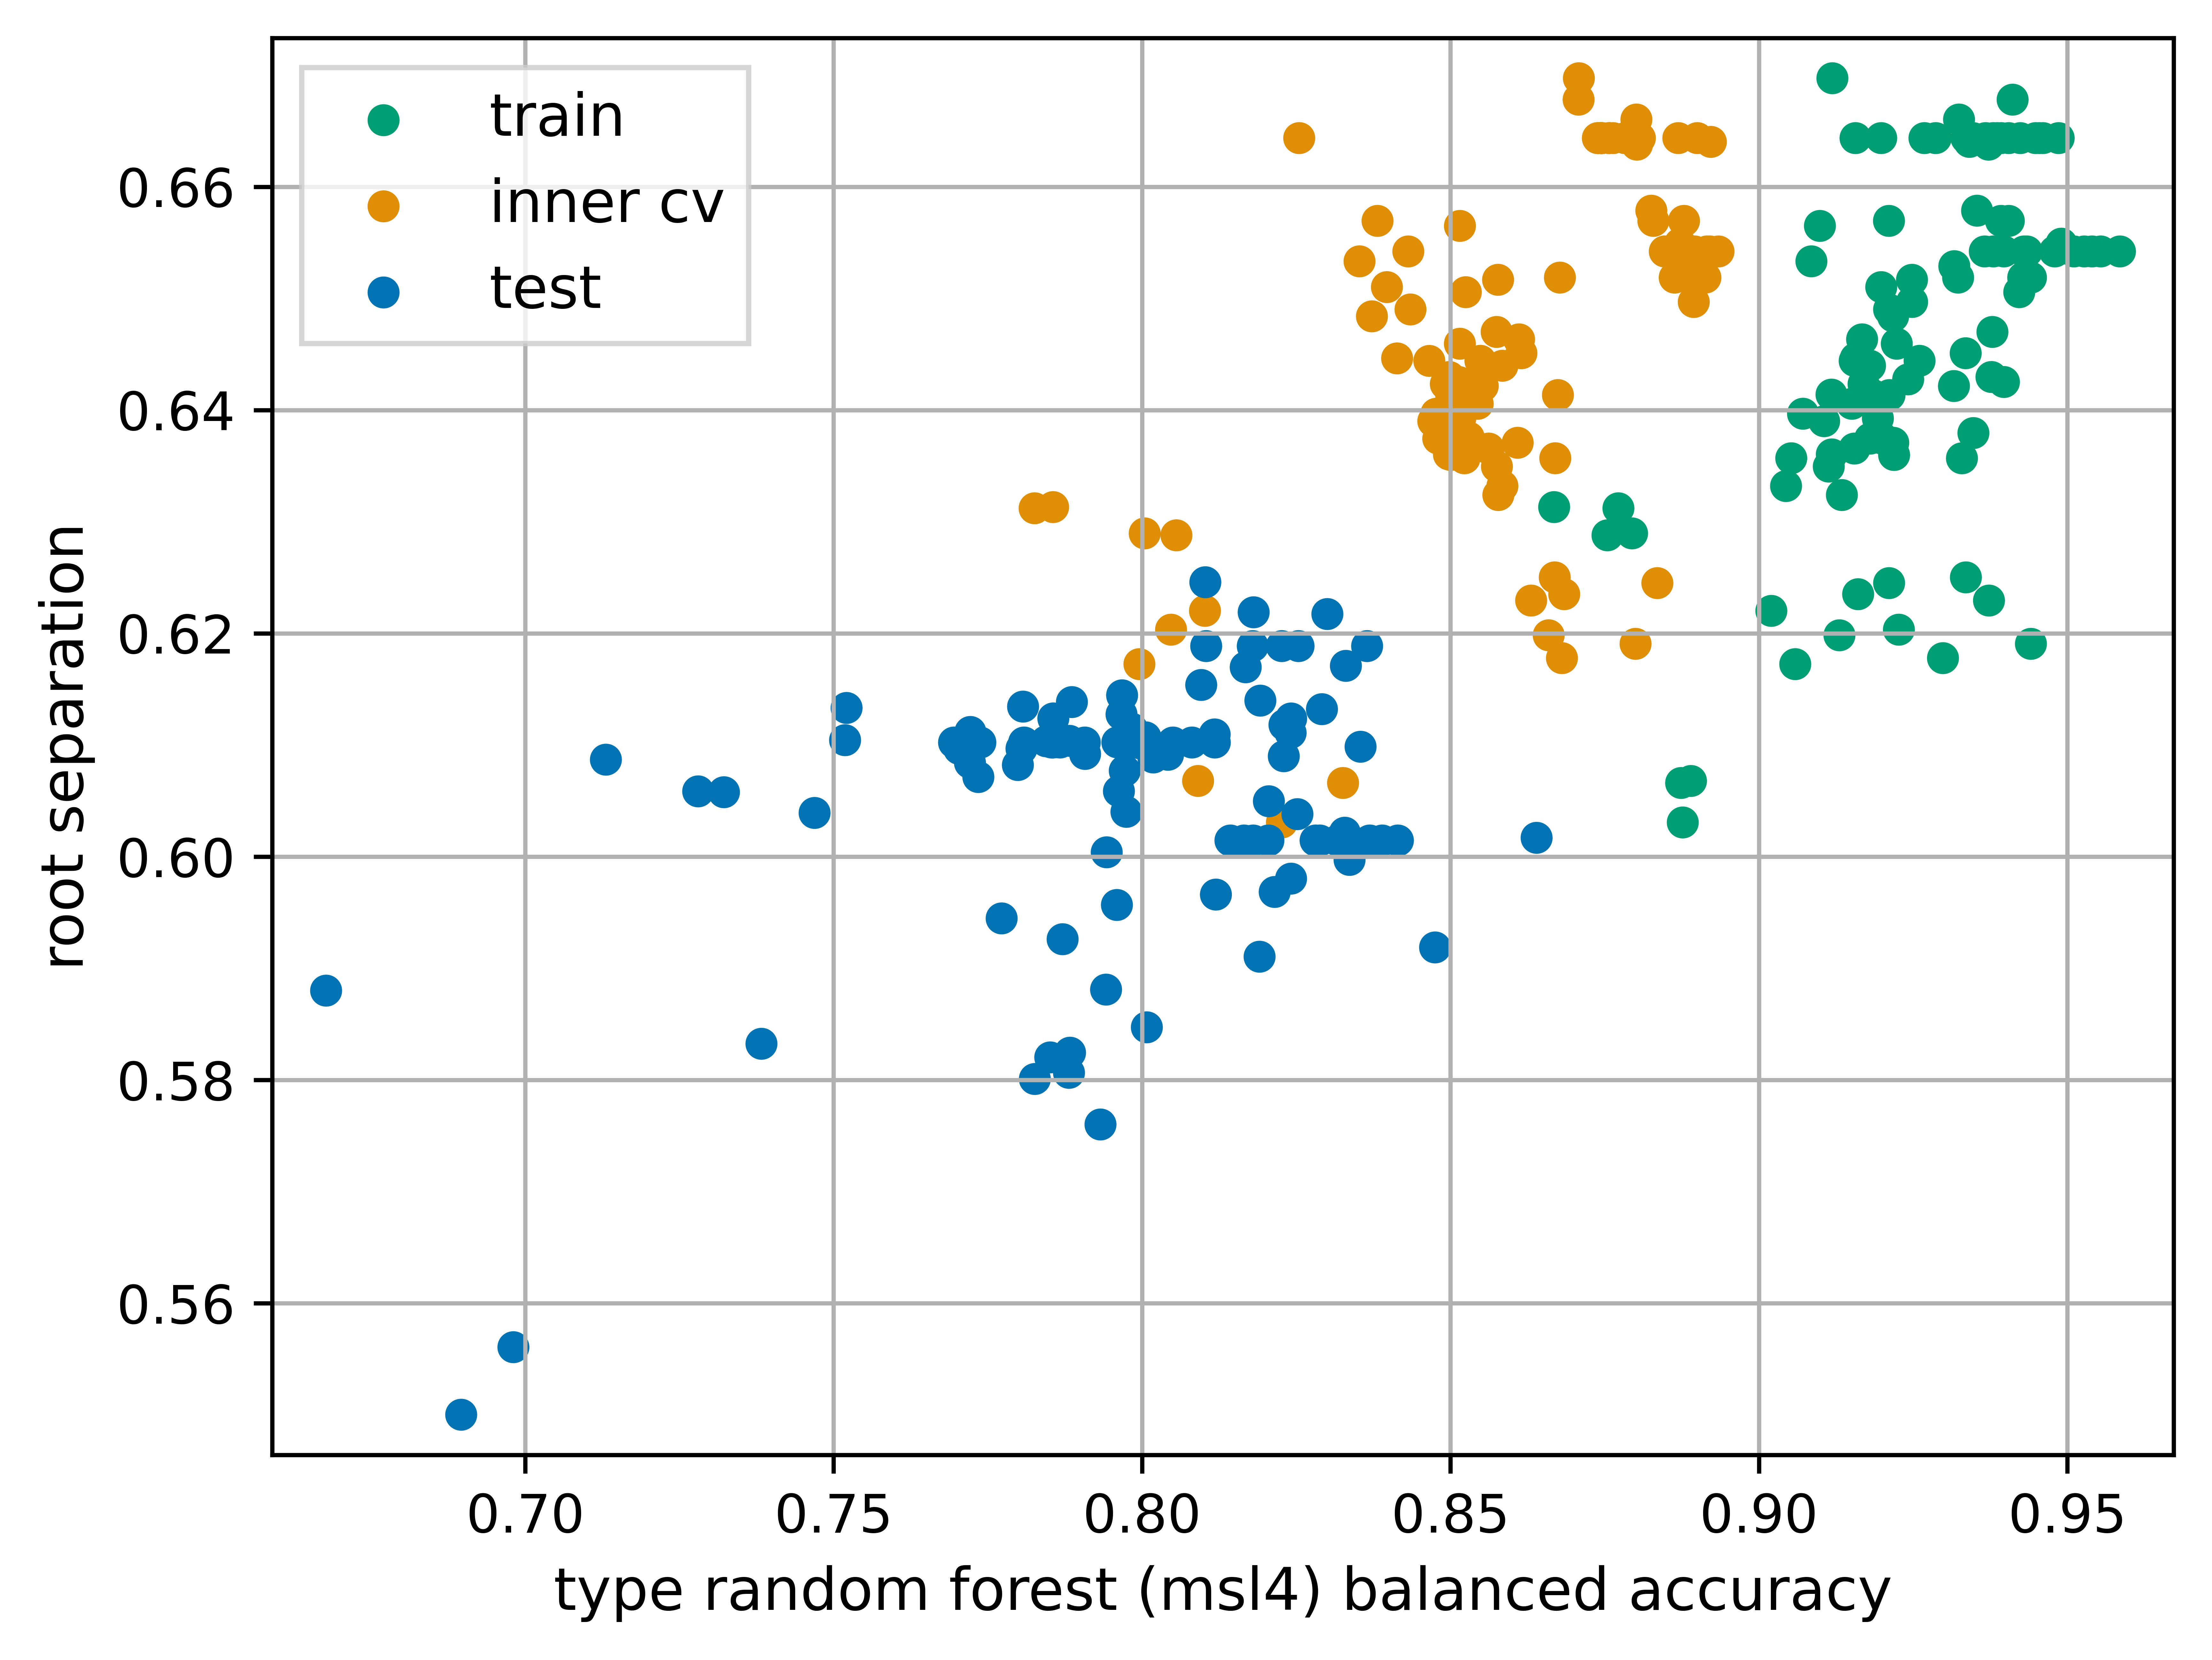 train
inner cv
test
root separation
0.66
0.64
0.62
0.60
0.58
0.56
0.70 0.75 0.80 0.85 0.90 0.95
type random forest (msl4) balanced accuracy